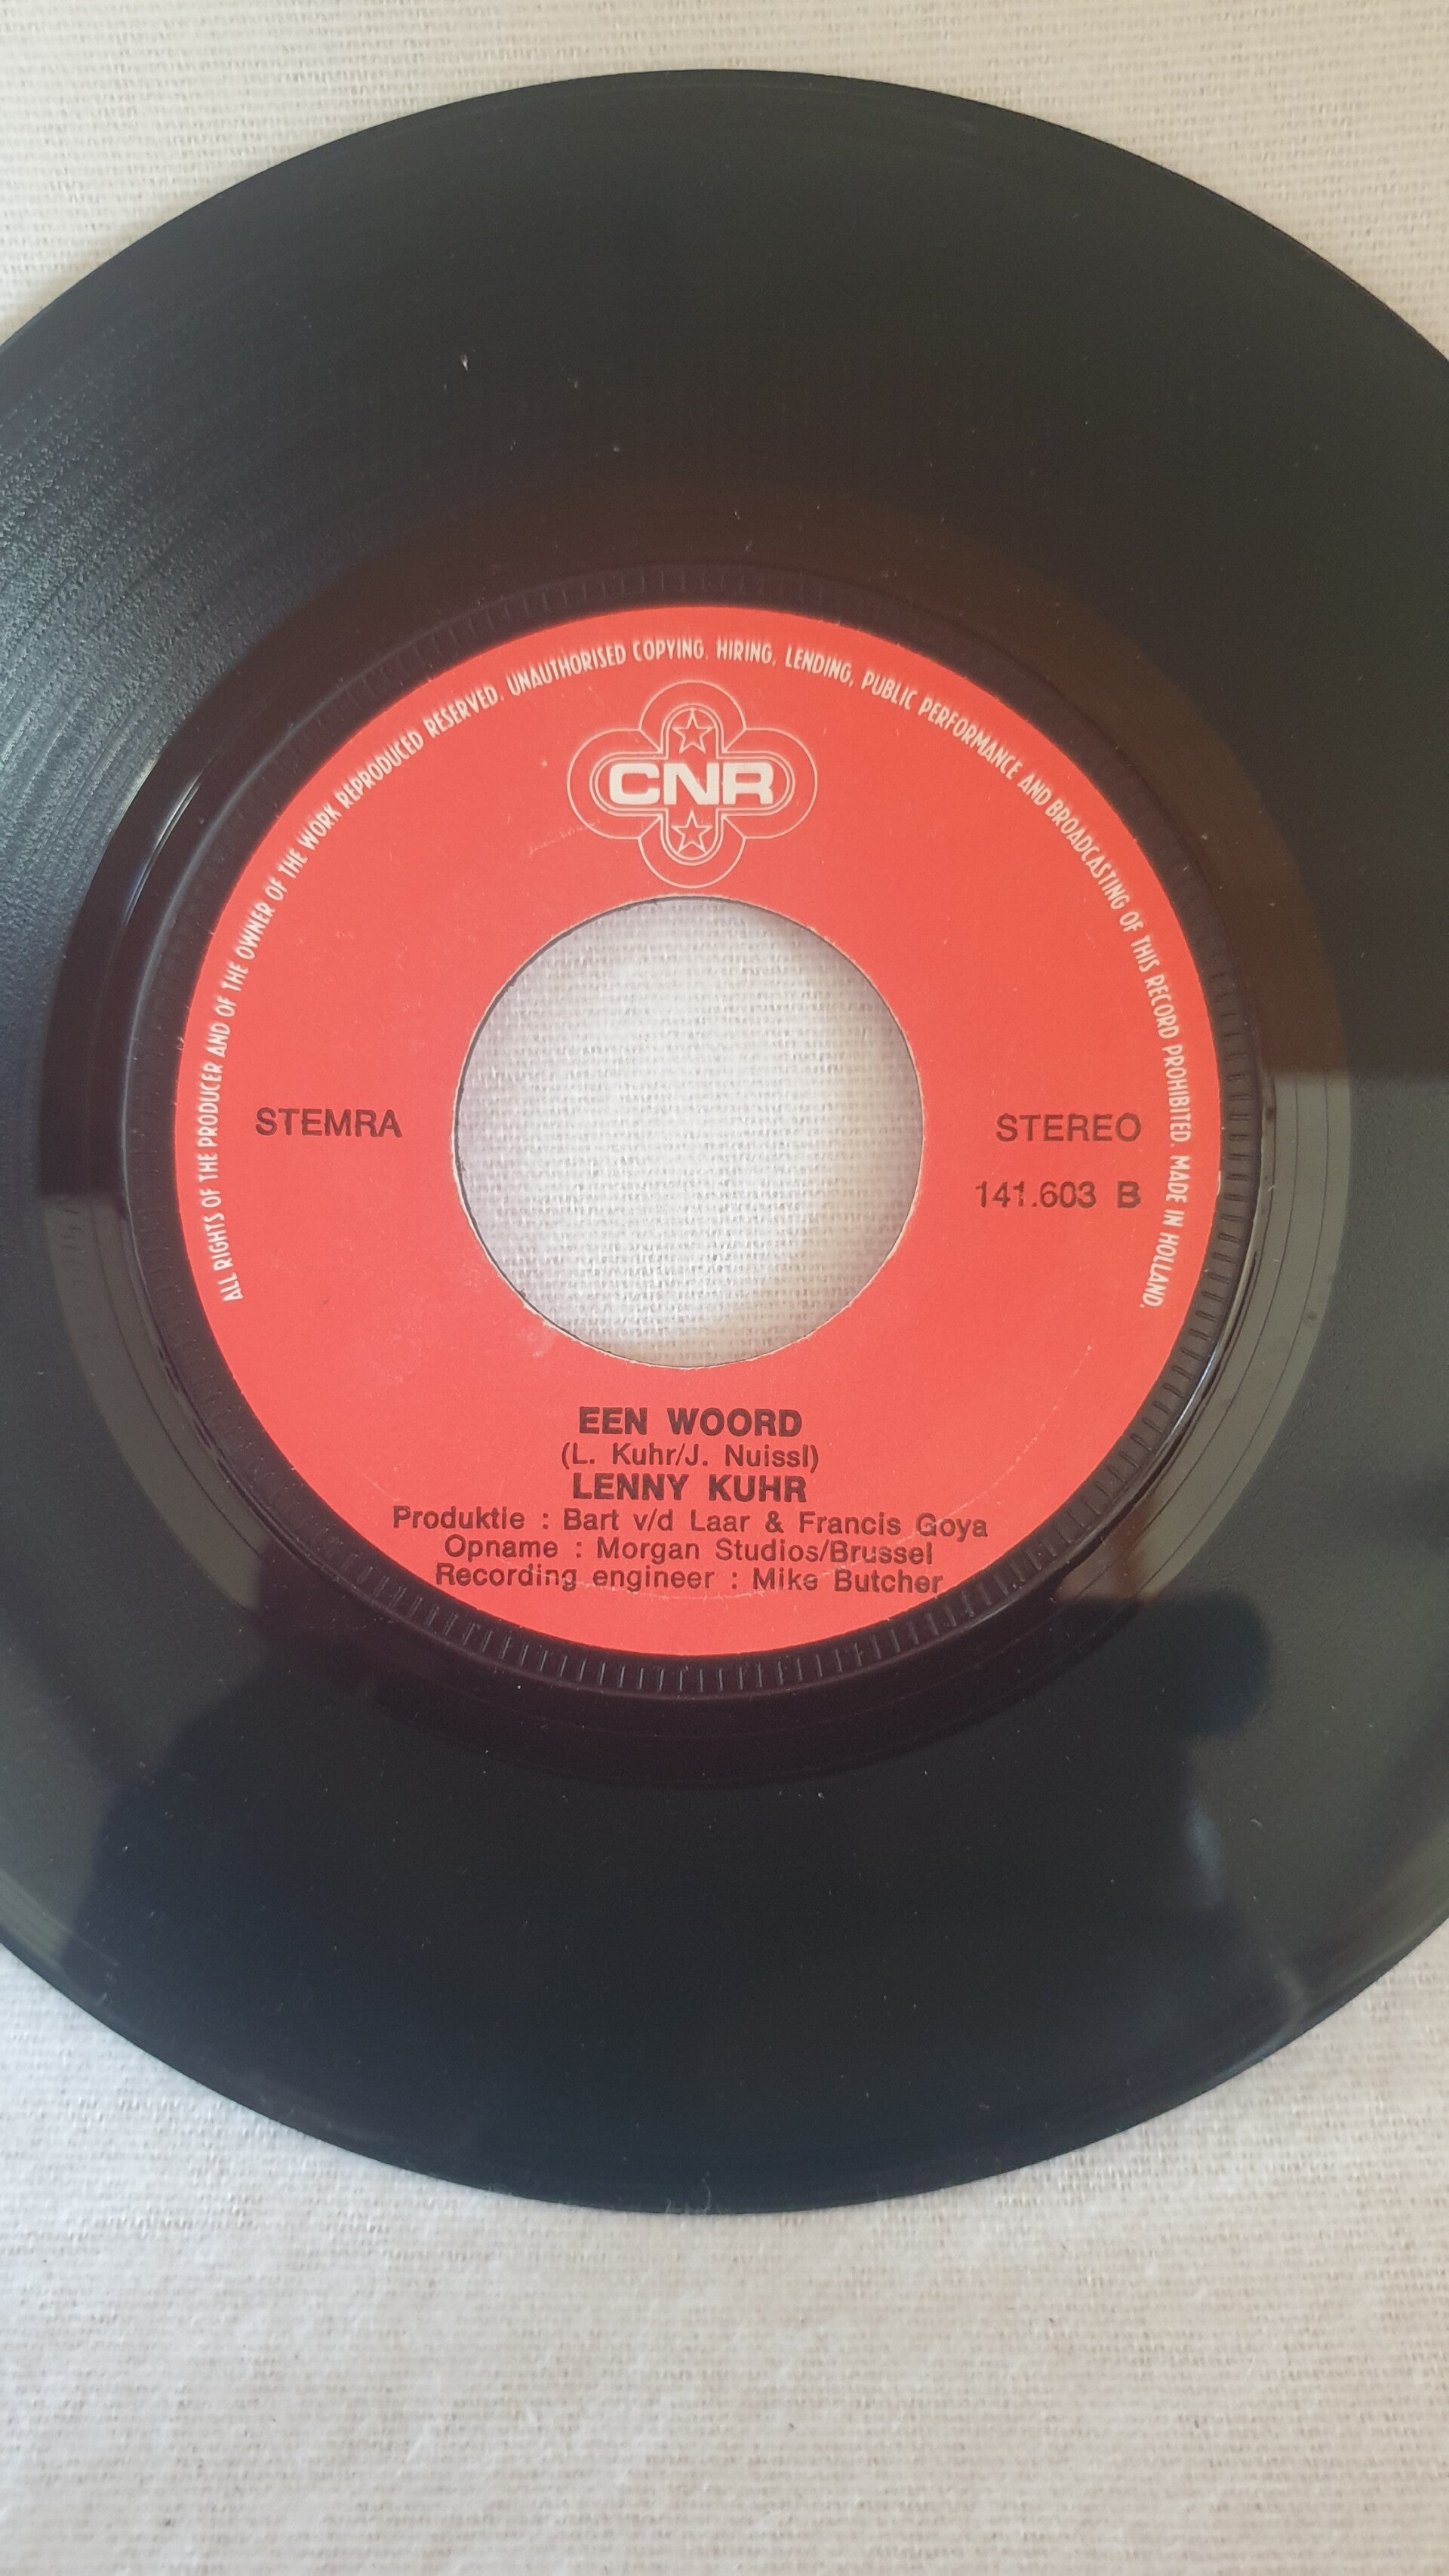 ALL RIGHTS OF THE PRODUCER AND OF THE OWNER OF THE WORK REPRODUCED RESERVED. UNAUTHORISED COPYING. HIRING, LENDING, PUBLIC PERFORMANCE AND BROADCASTING OF THIS RECORD PROHIBITED. MADE IN HOLLAND.
CNR
STEMRA
STEREO
141.603 B
EEN WOORD
(L. Kuhr/J. Nuissl)
LENNY KUHR
Produktie : Bart v/d Laar & Francis Goya
Opname : Morgan Studios/Brussel
Recording engineer : Mike Butcher